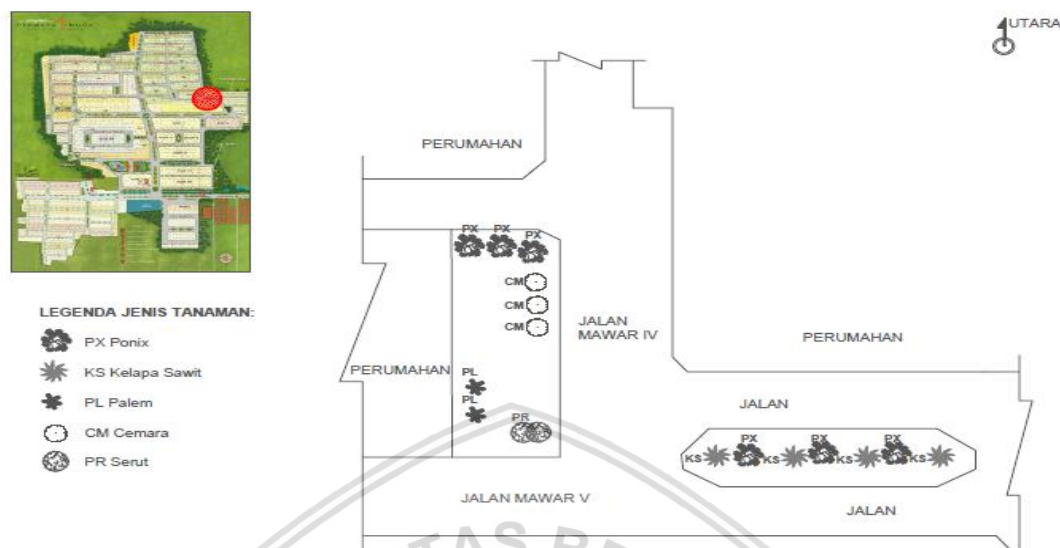 UTARA
PERUMAHAN
PX PX PX
CM
CM
CM
LEGENDA JENIS TANAMAN:
PX Ponix
KS Kelapa Sawit
PL Palem
CM Cemara
PR Serut
JALAN
MAWAR IV
PERUMAHAN
PERUMAHAN
PL
PL
PR
JALAN
PX PX PX
KS KS KS KS
JALAN MAWAR V
JALAN